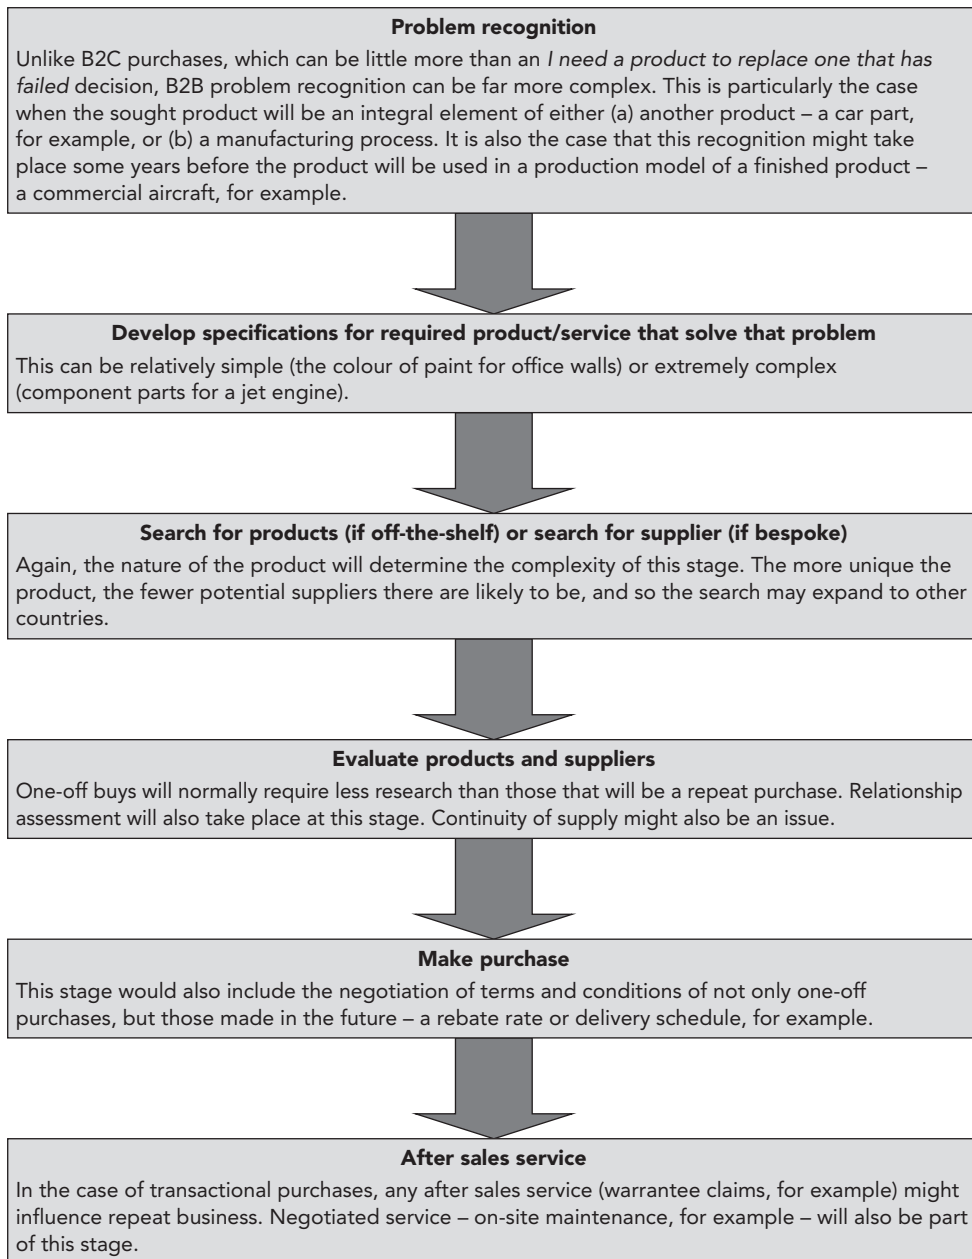 Problem recognition
Unlike B2C purchases, which can be little more than an I need a product to replace one that has
failed decision, B2B problem recognition can be far more complex. This is particularly the case
when the sought product will be an integral element of either (a) another product – a car part,
for example, or (b) a manufacturing process. It is also the case that this recognition might take
place some years before the product will be used in a production model of a finished product –
a commercial aircraft, for example.
Develop specifications for required product/service that solve that problem
This can be relatively simple (the colour of paint for office walls) or extremely complex
(component parts for a jet engine).
Search for products (if off-the-shelf) or search for supplier (if bespoke)
Again, the nature of the product will determine the complexity of this stage. The more unique the
product, the fewer potential suppliers there are likely to be, and so the search may expand to other
countries.
Evaluate products and suppliers
One-off buys will normally require less research than those that will be a repeat purchase. Relationship
assessment will also take place at this stage. Continuity of supply might also be an issue.
Make purchase
This stage would also include the negotiation of terms and conditions of not only one-off
purchases, but those made in the future – a rebate rate or delivery schedule, for example.
After sales service
In the case of transactional purchases, any after sales service (warrantee claims, for example) might
influence repeat business. Negotiated service – on-site maintenance, for example – will also be part
of this stage.